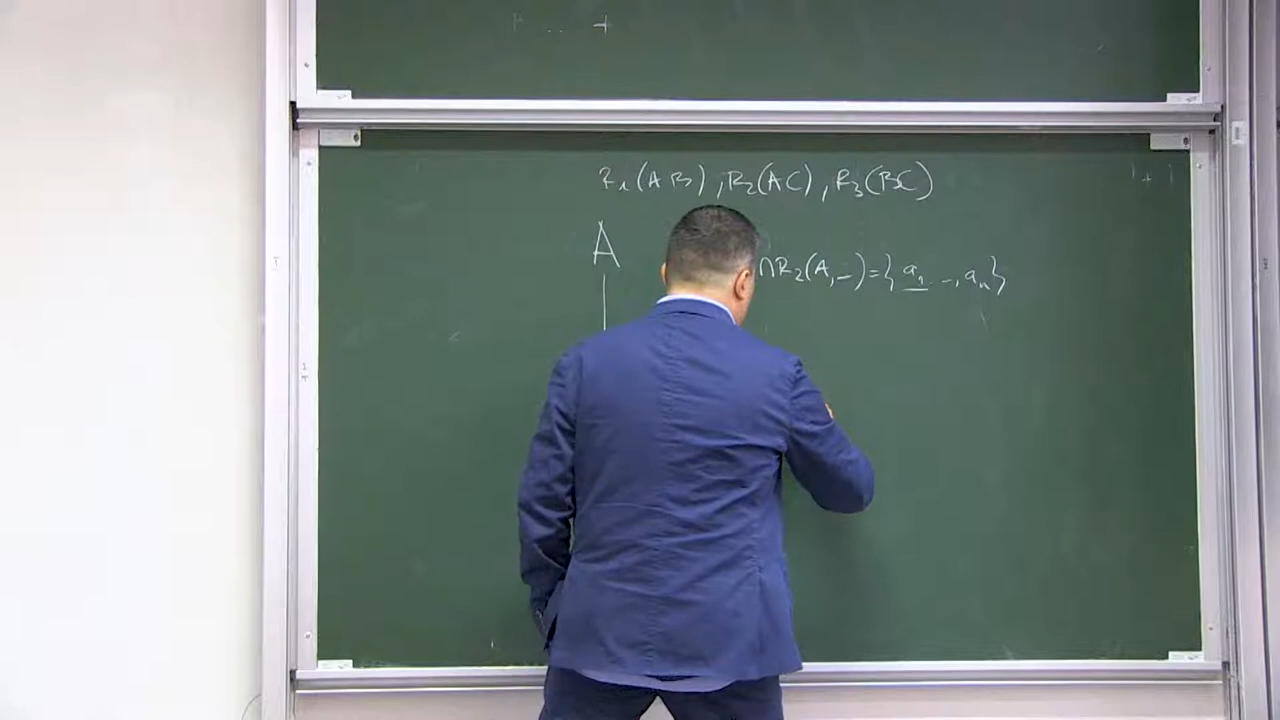 R₁(AB), R₂(AC), R₃(BC)
A
∩R₂(A,_)={a₁ .., aₙ}